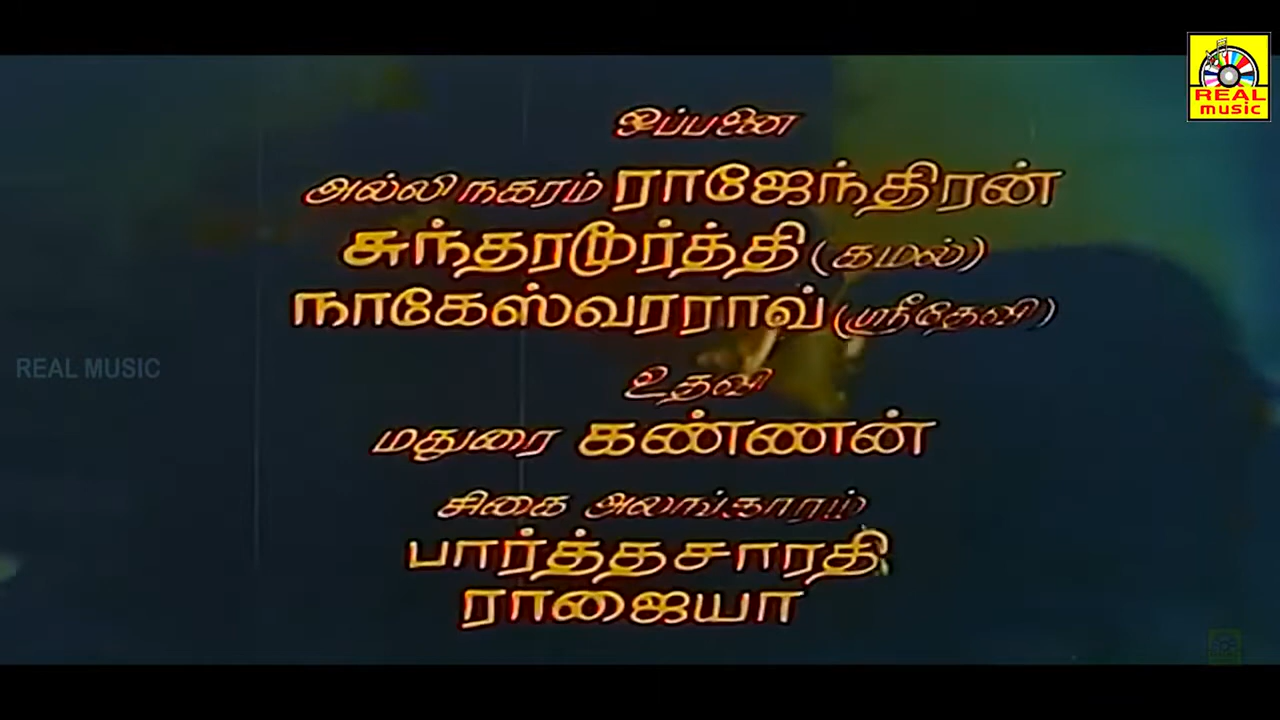 REAL
music
ஒப்பனை
அல்லிநகரம் ராஜேந்திரன்
சுந்தரமூர்த்தி (கமல்)
நாகேஸ்வரராவ் (ஸ்ரீதேவி)
REAL MUSIC
உதவி
மதுரை கண்ணன்
சிகை அலங்காரம்
பார்த்தசாரதி
ராஜையா